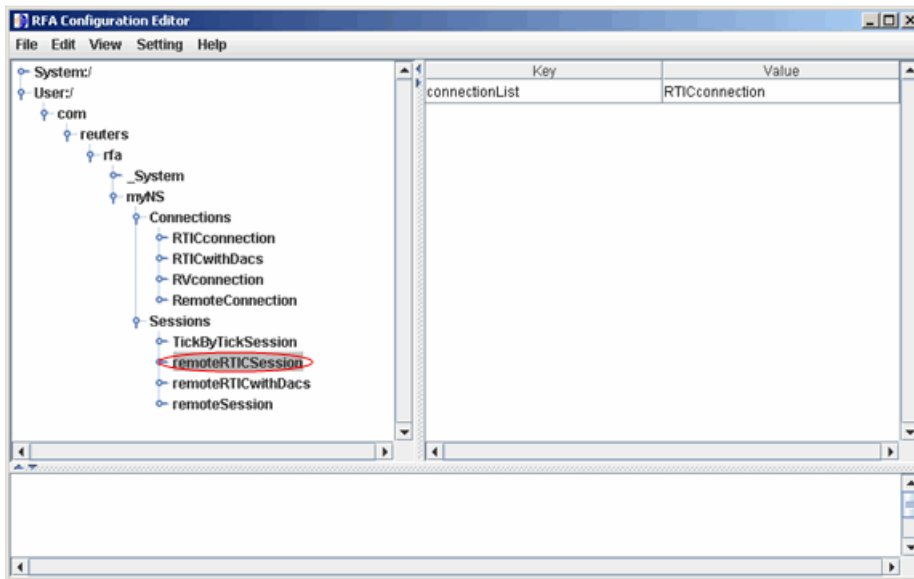 RFA Configuration Editor
File Edit View Setting Help
System:/
User:/
com
reuters
rfa
_System
myNS
Connections
RTICconnection
RTICwithDacs
RVconnection
RemoteConnection
Sessions
TickByTickSession
remoteRTICSession
remoteRTICwithDacs
remoteSession
Key Value
connectionList RTICconnection